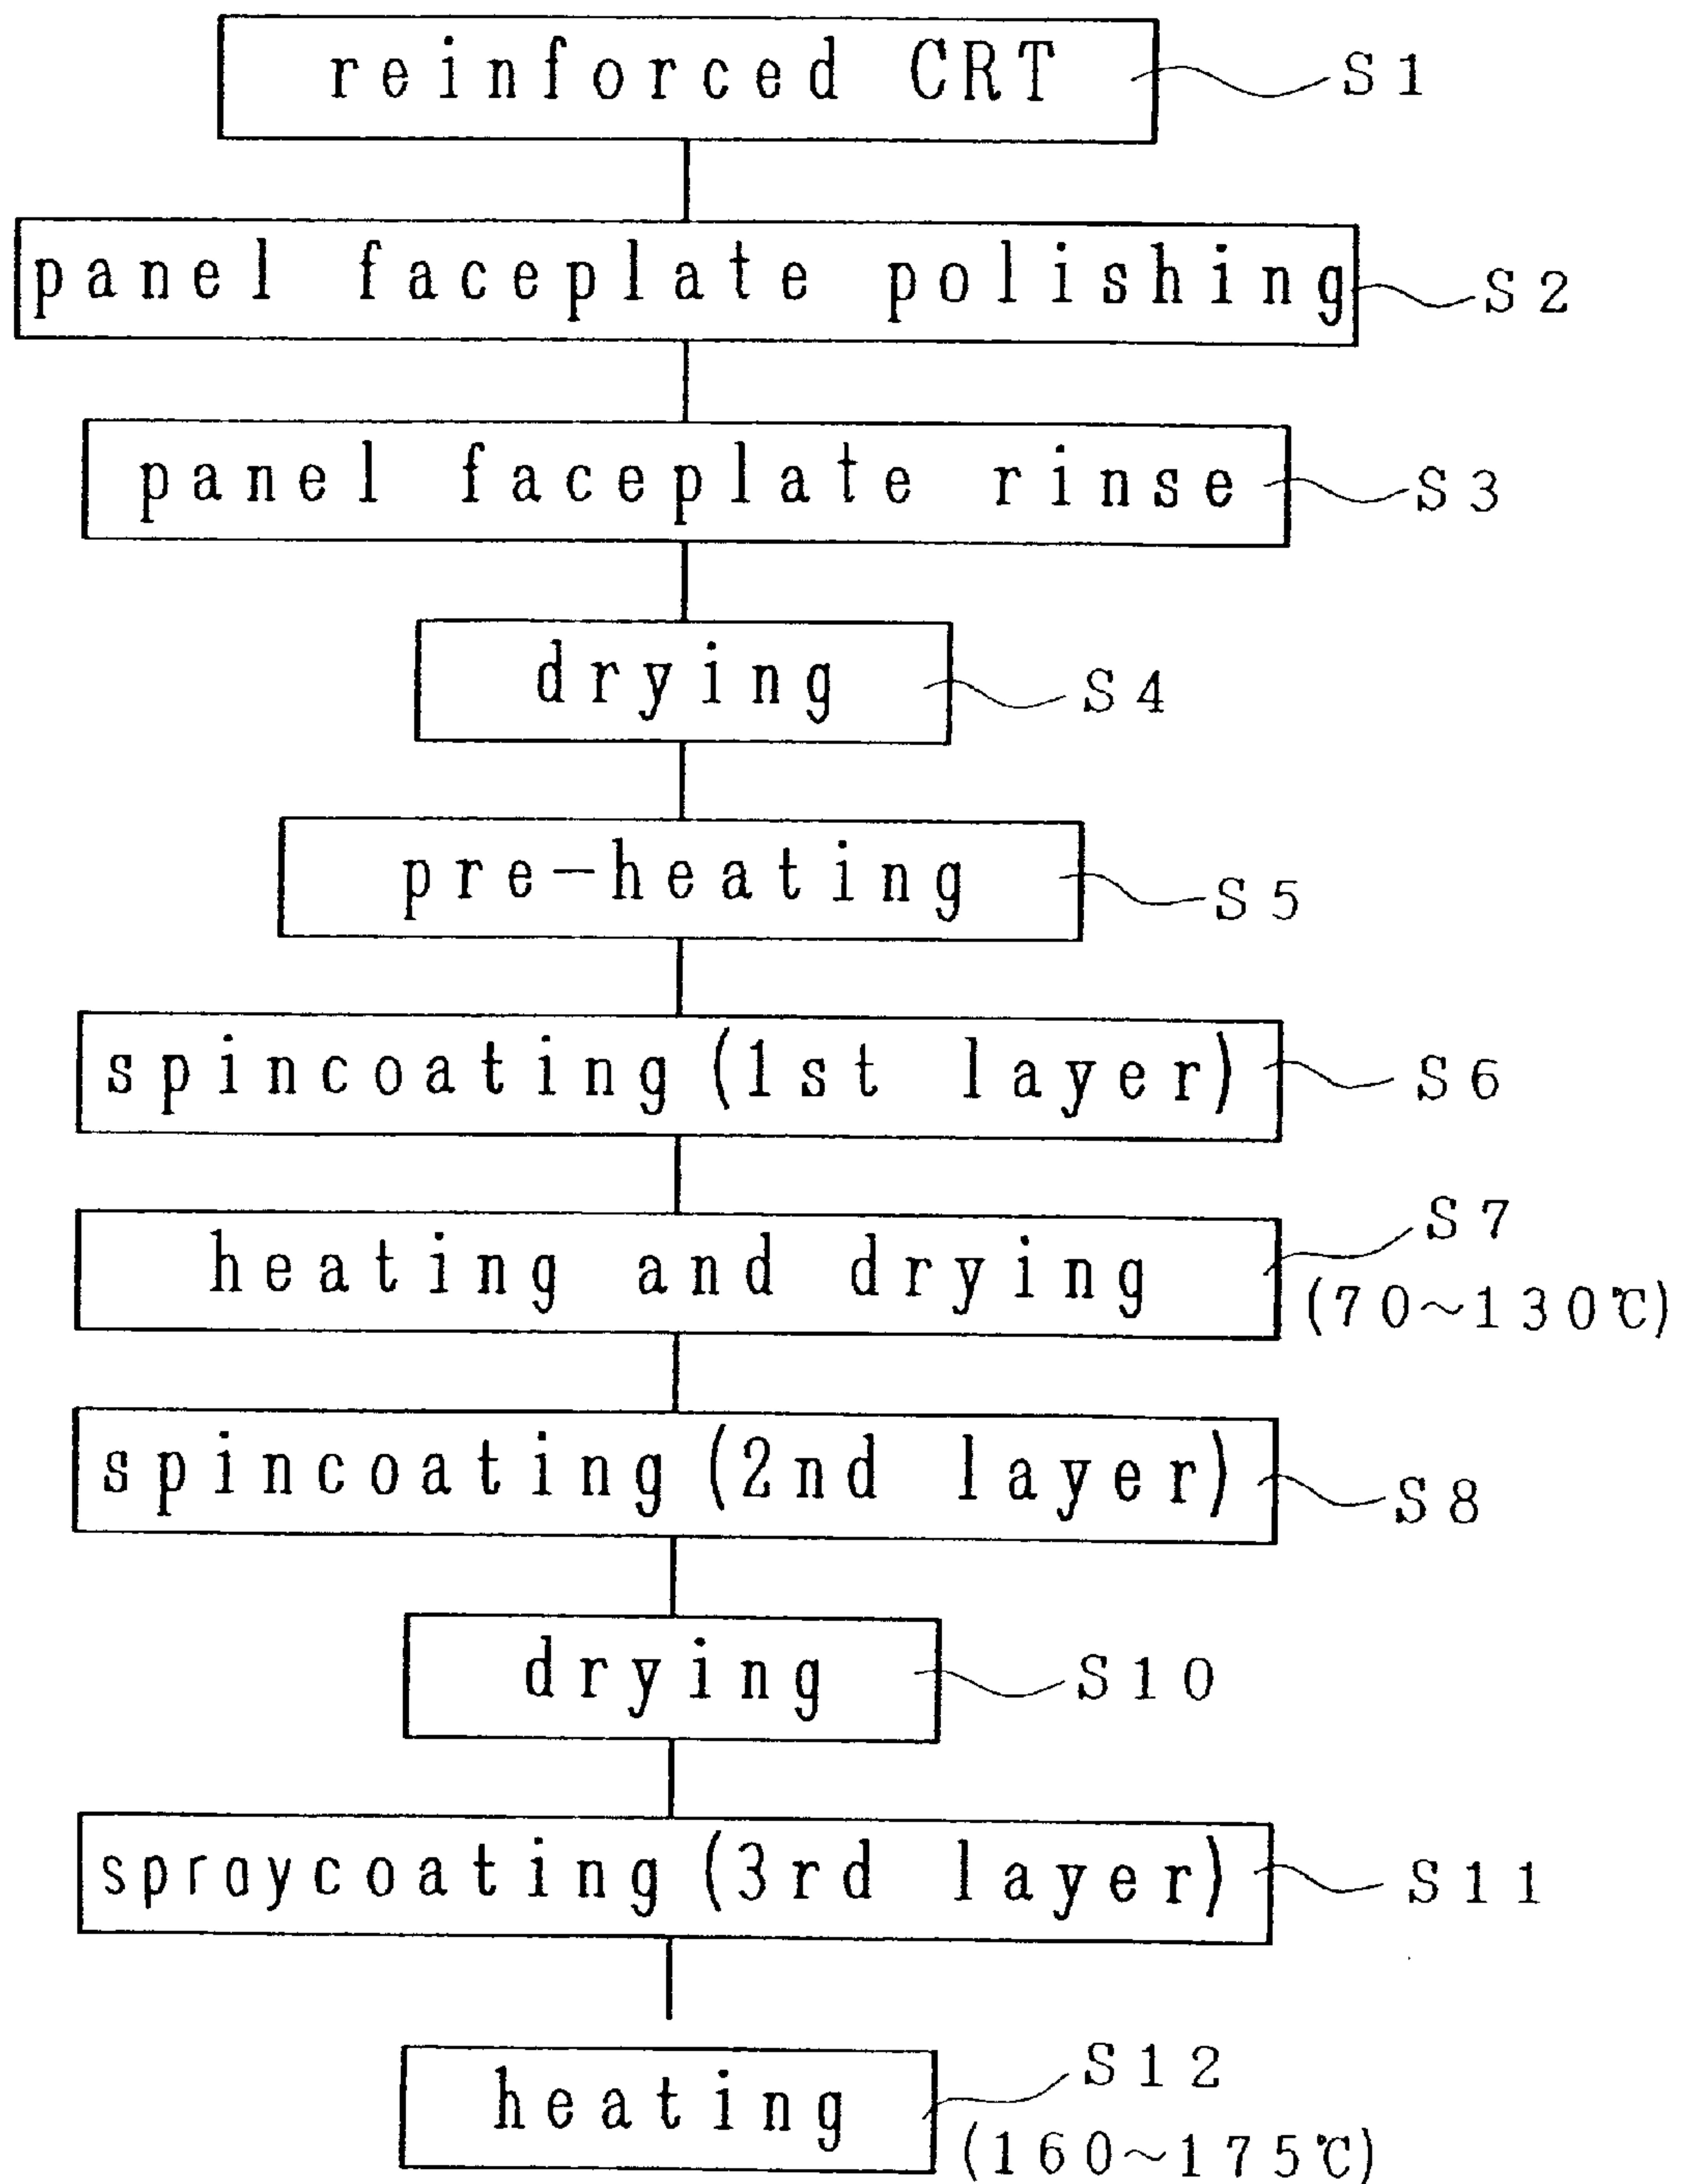 reinforced CRT S1
panel faceplate polishing S2
panel faceplate rinse S3
drying S4
pre-heating S5
spincoating (1st layer) S6
heating and drying S7
(70~130℃)
spincoating (2nd layer) S8
drying S10
spraycoating (3rd layer) S11
heating S12
(160~175℃)